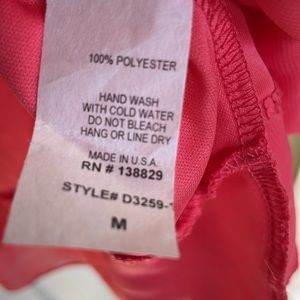 100% POLYESTER
HAND WASH
WITH COLD WATER
DO NOT BLEACH
HANG OR LINE DRY
MADE IN U.S.A.
RN # 138829
STYLE# D3259-
M